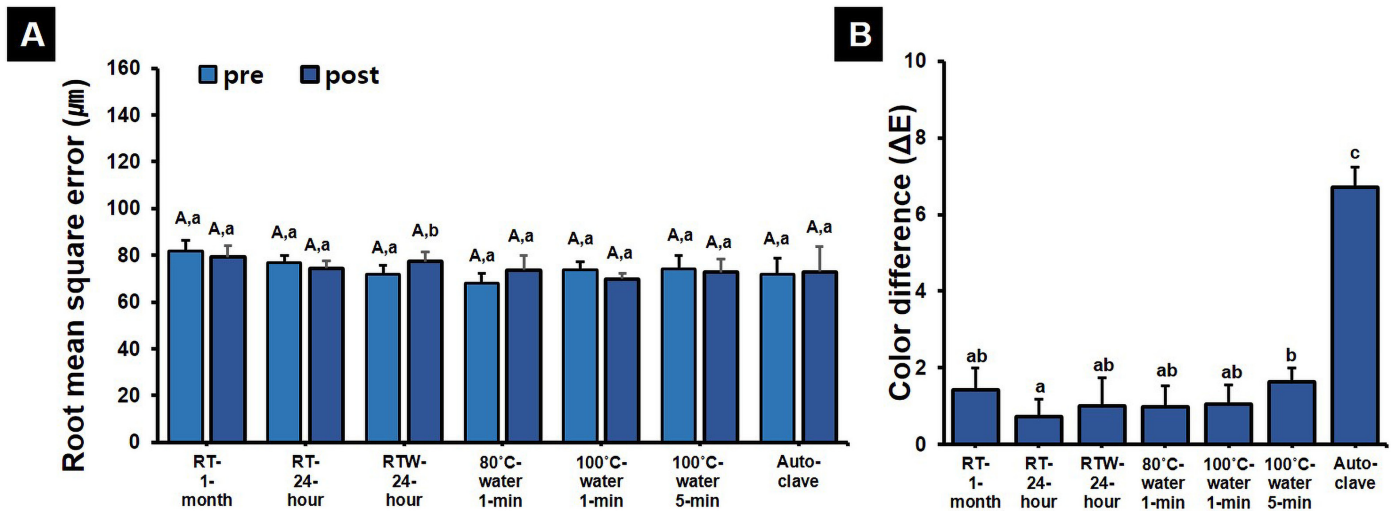 A
Root mean square error (㎛)
160
140
120
100
80
60
40
20
0
pre
post
A,a
A,a
A,a
A,a
A,a
A,b
A,a
A,a
A,a
A,a
A,a
A,a
A,a
A,a
RT-
1-
month
RT-
24-
hour
RTW-
24-
hour
80˚C-
water
1-min
100˚C-
water
1-min
100˚C-
water
5-min
Auto-
clave
B
Color difference (ΔE)
10
8
6
4
2
0
ab
a
ab
ab
ab
b
c
RT-
1-
month
RT-
24-
hour
RTW-
24-
hour
80˚C-
water
1-min
100˚C-
water
1-min
100˚C-
water
5-min
Auto-
clave